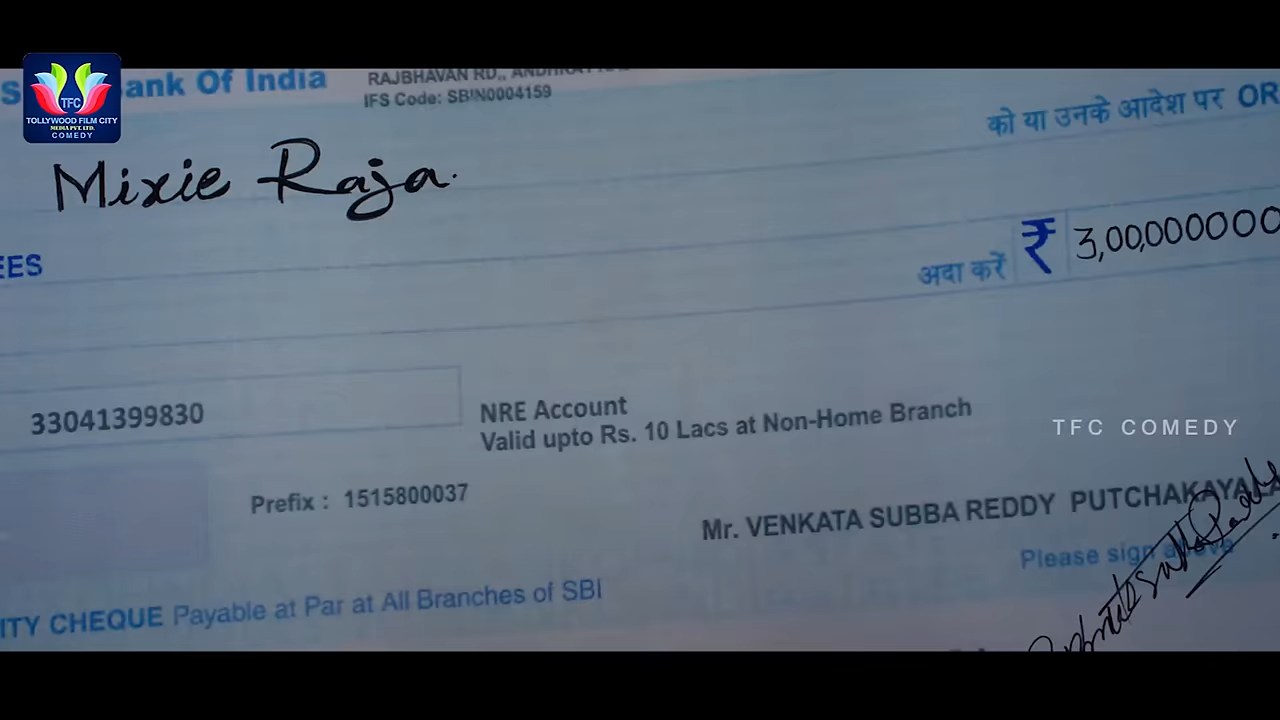 ank Of India
RAJBHAVAN RD.,
IFS Code: SBIN0004159
TFC
TOLLYWOOD FILM CITY
MEDIA PVT. LTD.
COMEDY
को या उनके आदेश पर OR
Mixie Raja.
EES
अदा करें ₹ 3,00,0000000
33041399830
NRE Account
Valid upto Rs. 10 Lacs at Non-Home Branch
TFC COMEDY
Prefix : 1515800037
Mr. VENKATA SUBBA REDDY PUTCHAKAYALA
Please sign above
ITY CHEQUE Payable at Par at All Branches of SBI